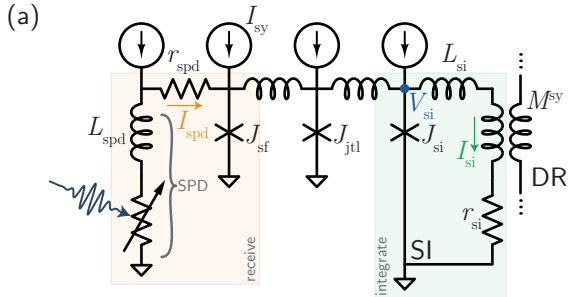 (a)
I_sy
r_spd
L_si
M^sy
I_spd
V_si
L_spd
J_sf
J_jtl
J_si
I_si
SPD
DR
r_si
SI
receive
integrate